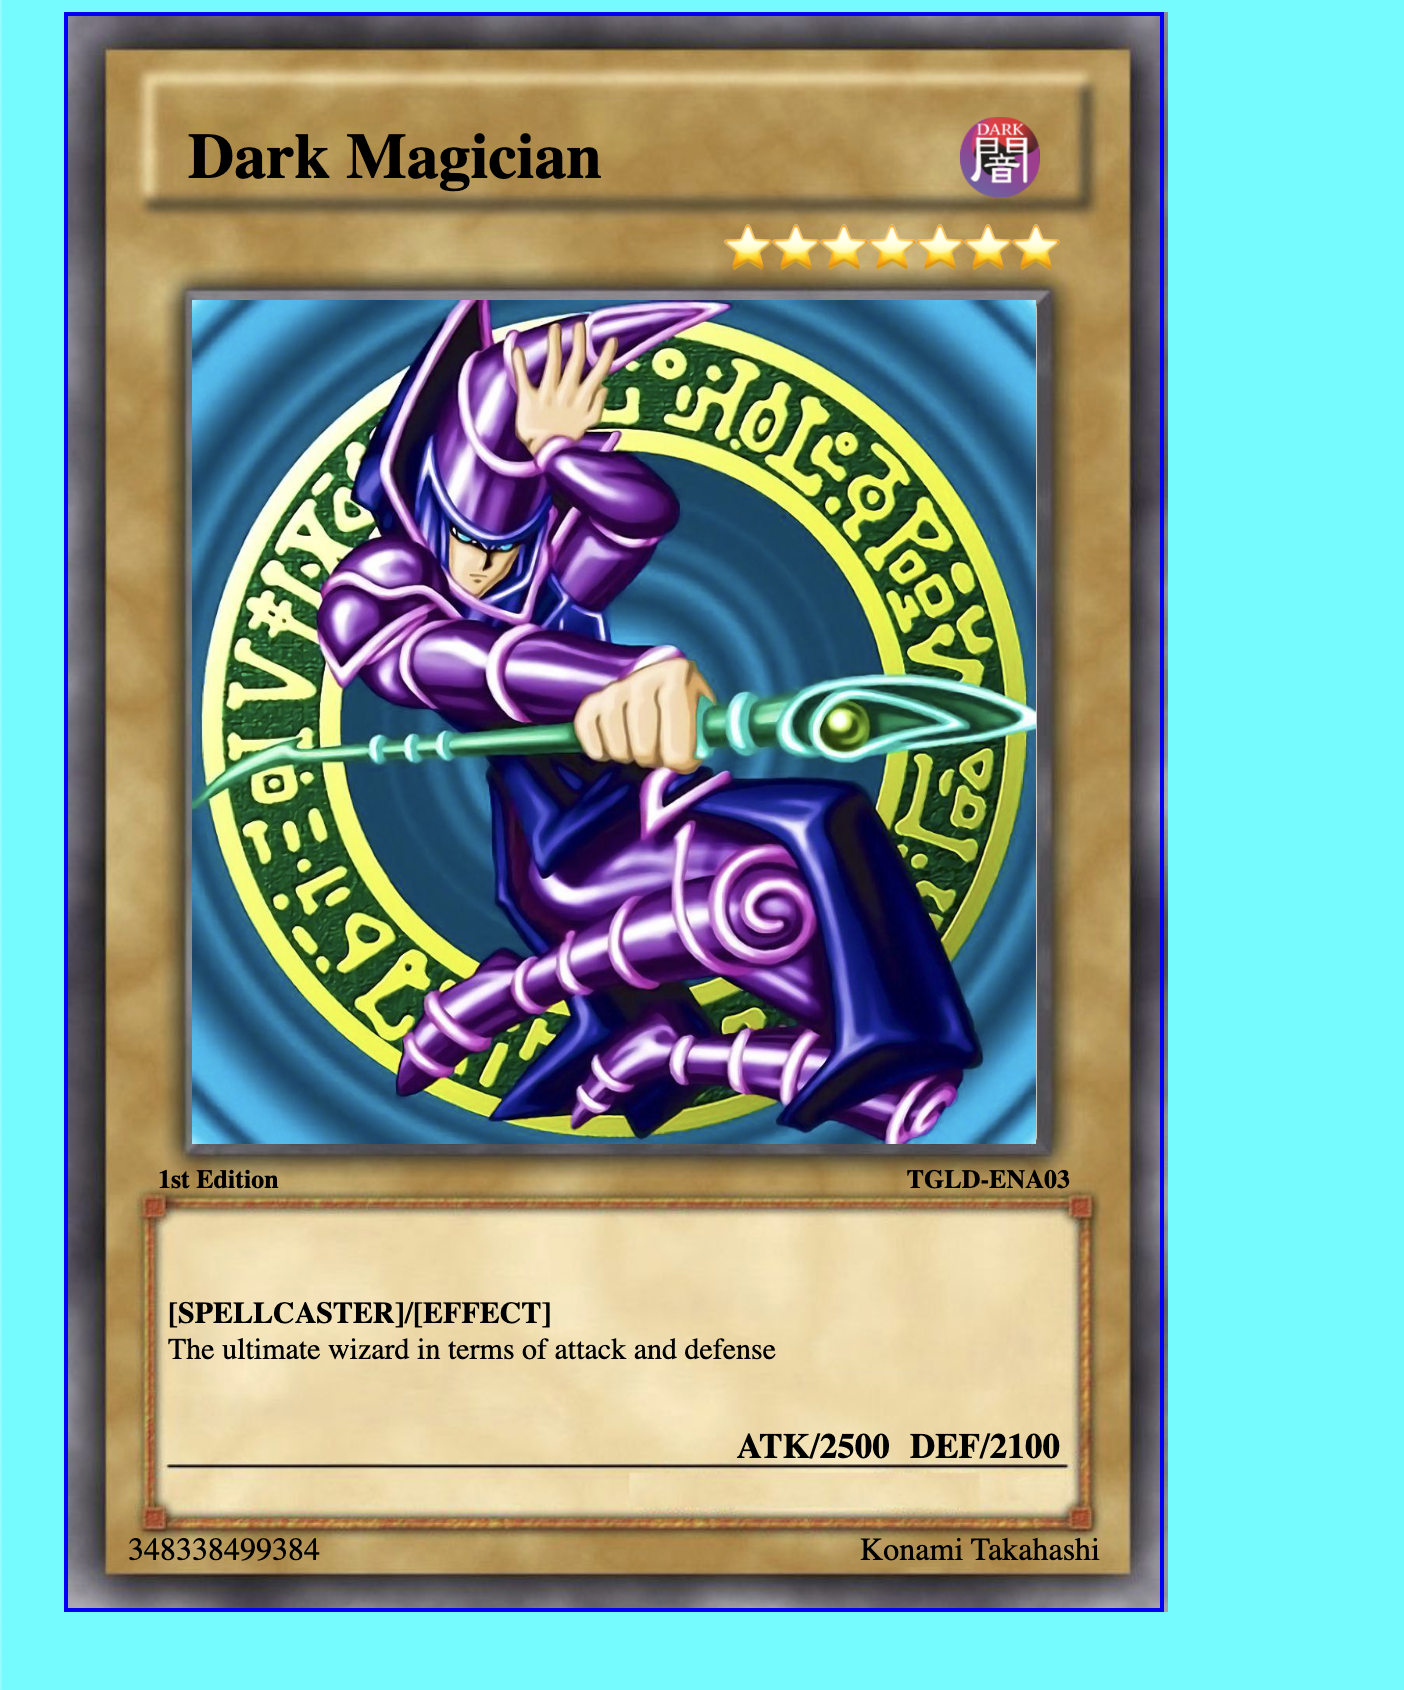 Dark Magician
DARK
闇
1st Edition
TGLD-ENA03
[SPELLCASTER]/[EFFECT]
The ultimate wizard in terms of attack and defense
ATK/2500 DEF/2100
348338499384
Konami Takahashi